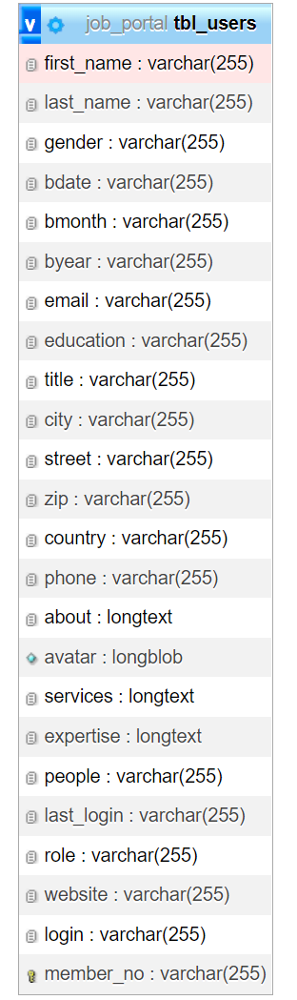 v job_portal tbl_users
first_name : varchar(255)
last_name : varchar(255)
gender : varchar(255)
bdate : varchar(255)
bmonth : varchar(255)
byear : varchar(255)
email : varchar(255)
education : varchar(255)
title : varchar(255)
city : varchar(255)
street : varchar(255)
zip : varchar(255)
country : varchar(255)
phone : varchar(255)
about : longtext
avatar : longblob
services : longtext
expertise : longtext
people : varchar(255)
last_login : varchar(255)
role : varchar(255)
website : varchar(255)
login : varchar(255)
member_no : varchar(255)